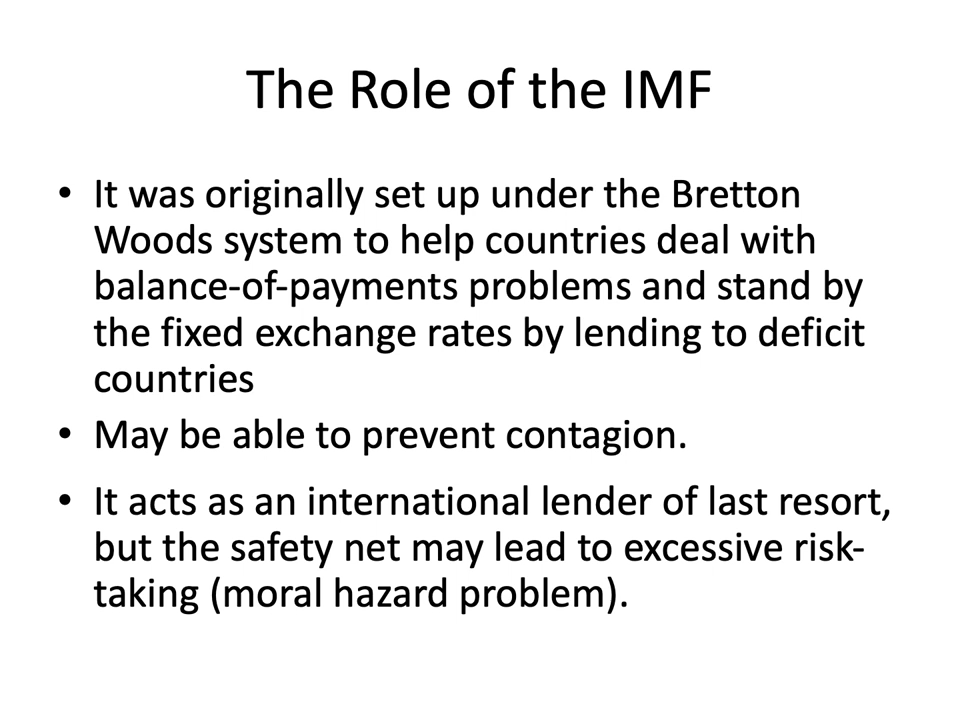 The Role of the IMF
• It was originally set up under the Bretton
Woods system to help countries deal with
balance-of-payments problems and stand by
the fixed exchange rates by lending to deficit
countries
• May be able to prevent contagion.
• It acts as an international lender of last resort,
but the safety net may lead to excessive risk-
taking (moral hazard problem).